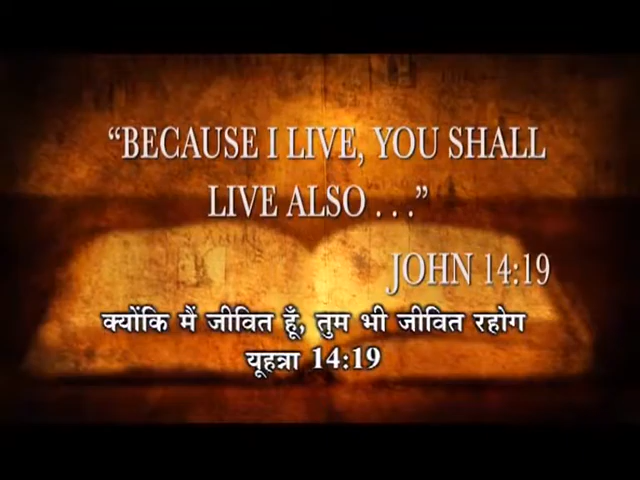 “BECAUSE I LIVE, YOU SHALL
LIVE ALSO . . .”
JOHN 14:19
क्योंकि मैं जीवित हूँ, तुम भी जीवित रहोग
यूहन्ना 14:19